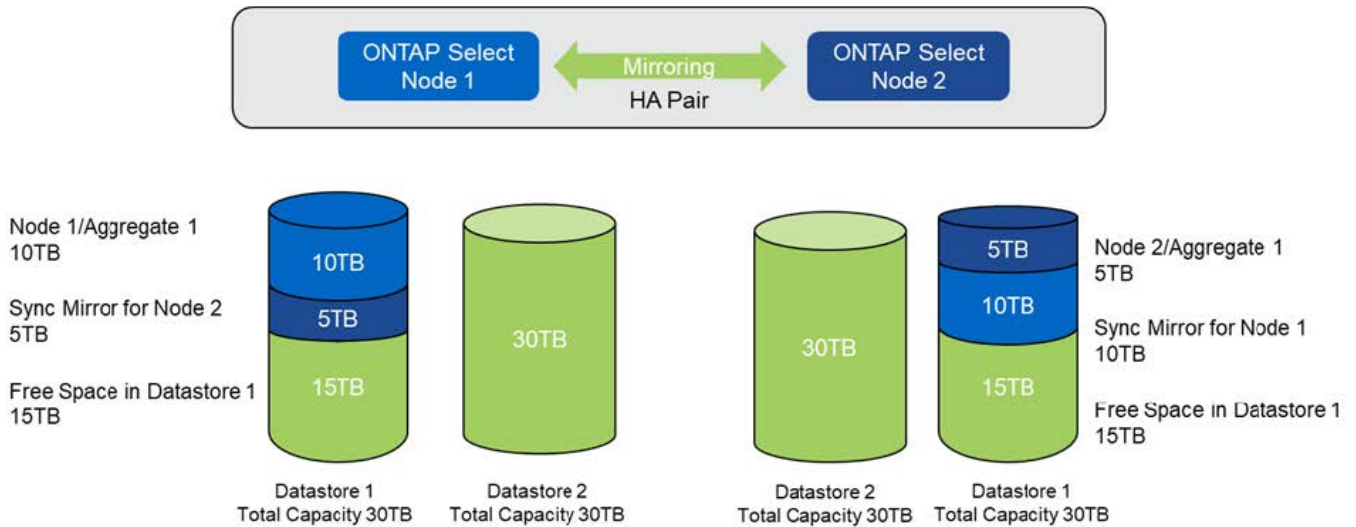 ONTAP Select
Node 1
Mirroring
HA Pair
ONTAP Select
Node 2
Node 1/Aggregate 1
10TB
Sync Mirror for Node 2
5TB
Free Space in Datastore 1
15TB
10TB
5TB
15TB
Datastore 1
Total Capacity 30TB
30TB
Datastore 2
Total Capacity 30TB
30TB
Datastore 2
Total Capacity 30TB
5TB
10TB
15TB
Datastore 1
Total Capacity 30TB
Node 2/Aggregate 1
5TB
Sync Mirror for Node 1
10TB
Free Space in Datastore 1
15TB